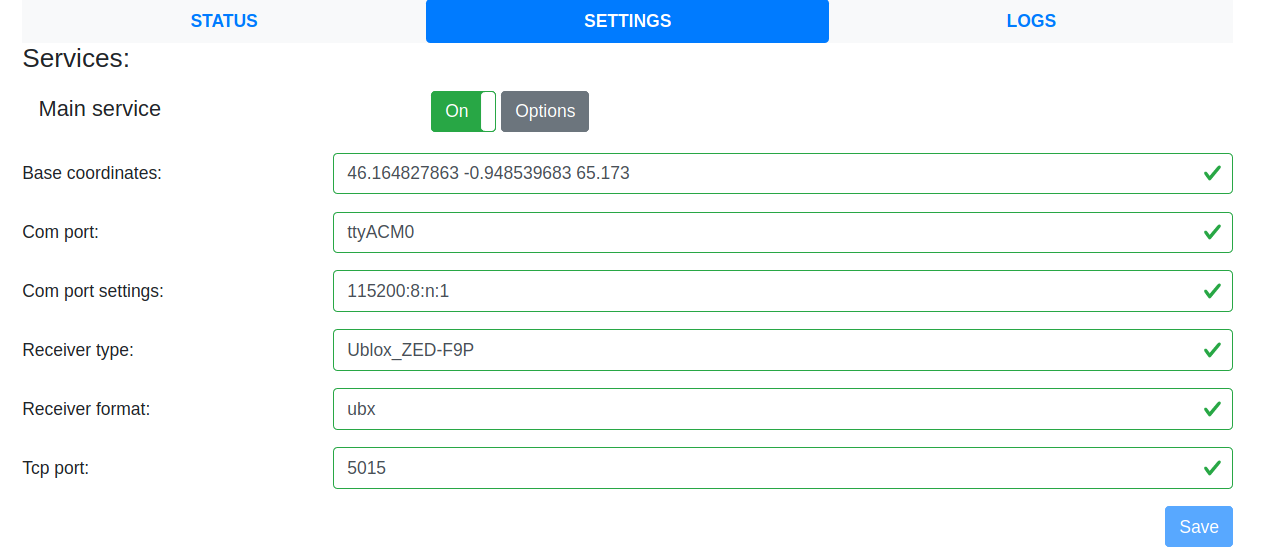 STATUS SETTINGS LOGS
Services:
Main service On Options
Base coordinates: 46.164827863 -0.948539683 65.173
Com port: ttyACM0
Com port settings: 115200:8:n:1
Receiver type: Ublox_ZED-F9P
Receiver format: ubx
Tcp port: 5015
Save